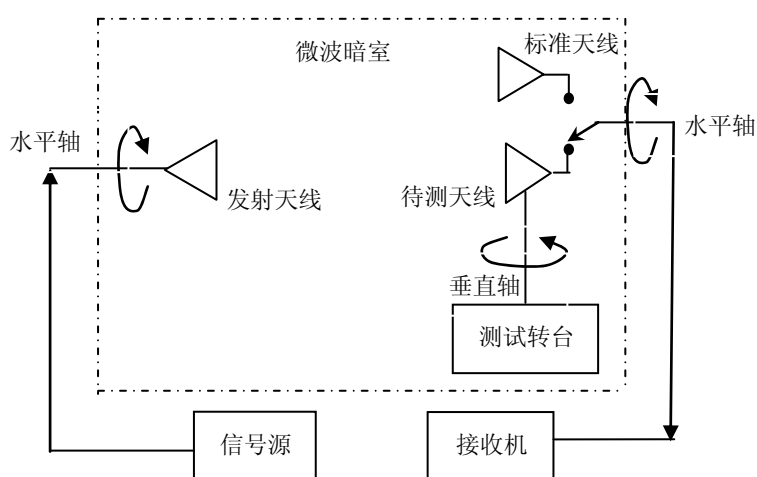 微波暗室
标准天线
水平轴
水平轴
发射天线
待测天线
垂直轴
测试转台
信号源
接收机